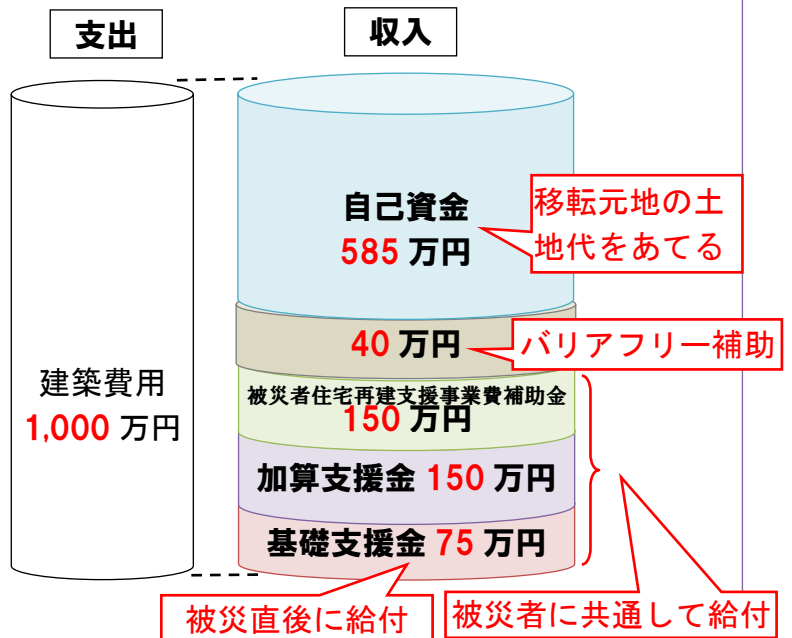 支出
収入
自己資金
585 万円
移転元地の土
地代をあてる
40 万円
バリアフリー補助
建築費用
1,000 万円
被災者住宅再建支援事業費補助金
150 万円
加算支援金 150 万円
基礎支援金 75 万円
被災直後に給付
被災者に共通して給付